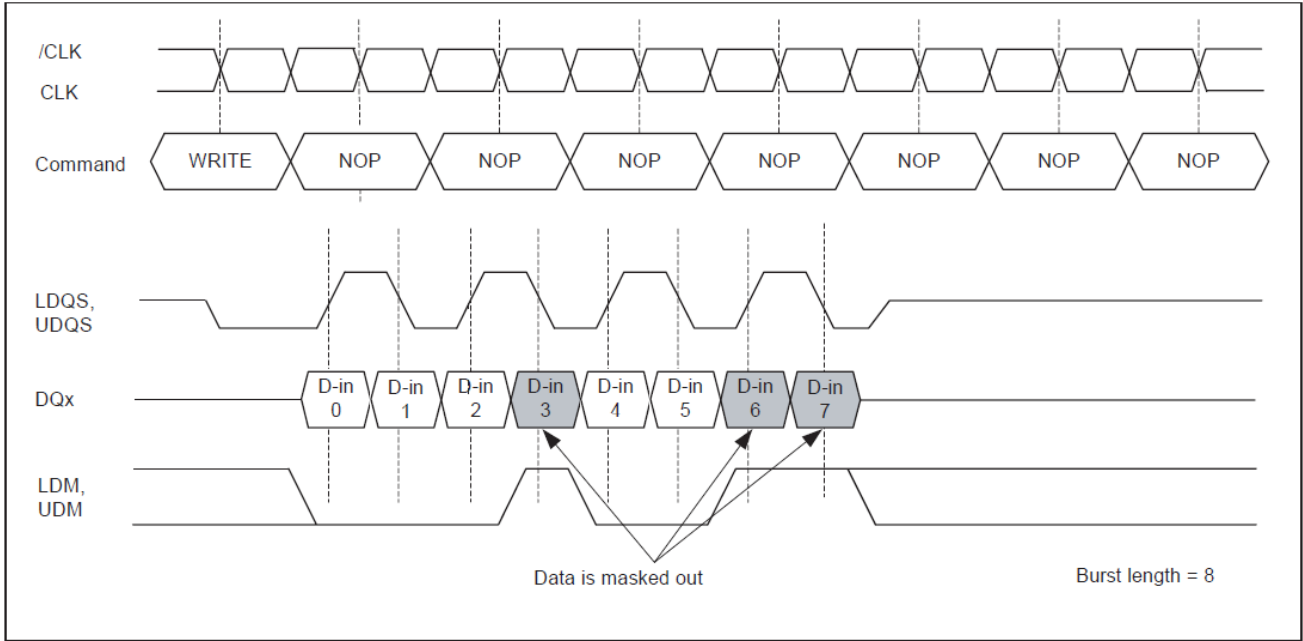 /CLK
CLK
Command
WRITE NOP NOP NOP NOP NOP NOP NOP
LDQS,
UDQS
DQx
D-in D-in D-in D-in D-in D-in D-in D-in
0 1 2 3 4 5 6 7
LDM,
UDM
Data is masked out
Burst length = 8